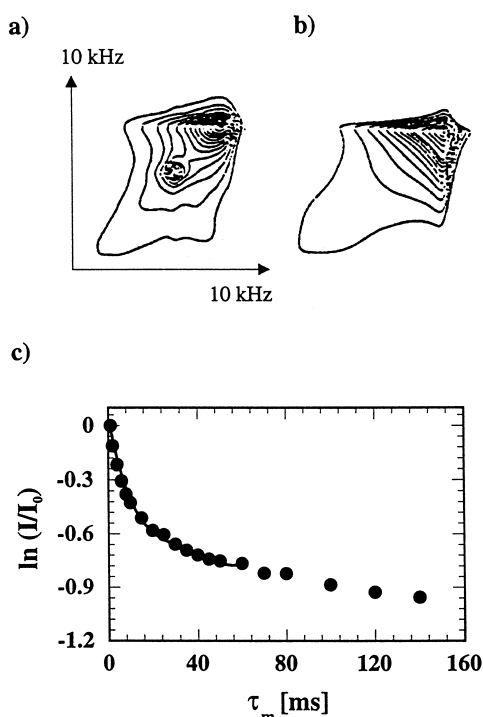 a)
b)
10 kHz
10 kHz
c)
0
-0.3
-0.6
-0.9
-1.2
ln (I/I₀)
0 40 80 120 160
τₘ [ms]